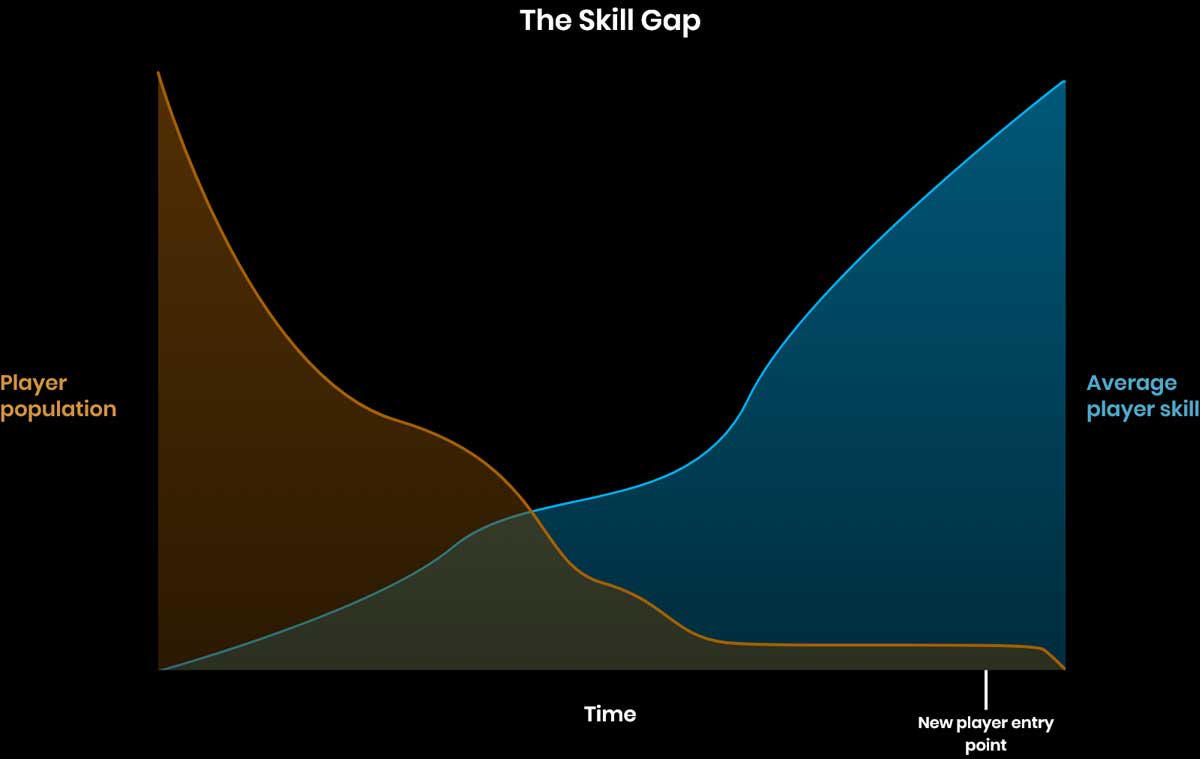 The Skill Gap
Player
population
Average
player skill
Time
New player entry
point